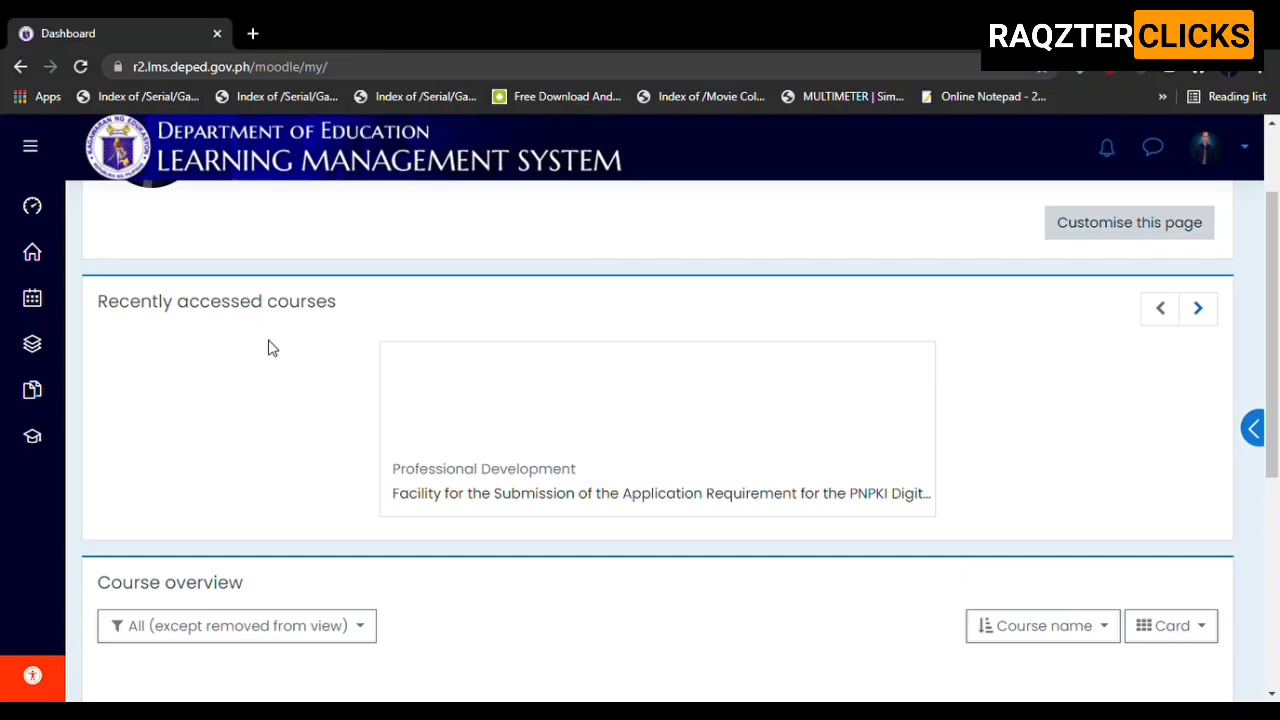 Dashboard
RAQZTERCLICKS
r2.lms.deped.gov.ph/moodle/my/
Apps Index of /Serial/Ga... Index of /Serial/Ga... Index of /Serial/Ga... Free Download And... Index of /Movie Col... MULTIMETER | Sim... Online Notepad - 2... » Reading list
DEPARTMENT OF EDUCATION
LEARNING MANAGEMENT SYSTEM
Customise this page
Recently accessed courses
Professional Development
Facility for the Submission of the Application Requirement for the PNPKI Digit...
Course overview
All (except removed from view)
Course name
Card